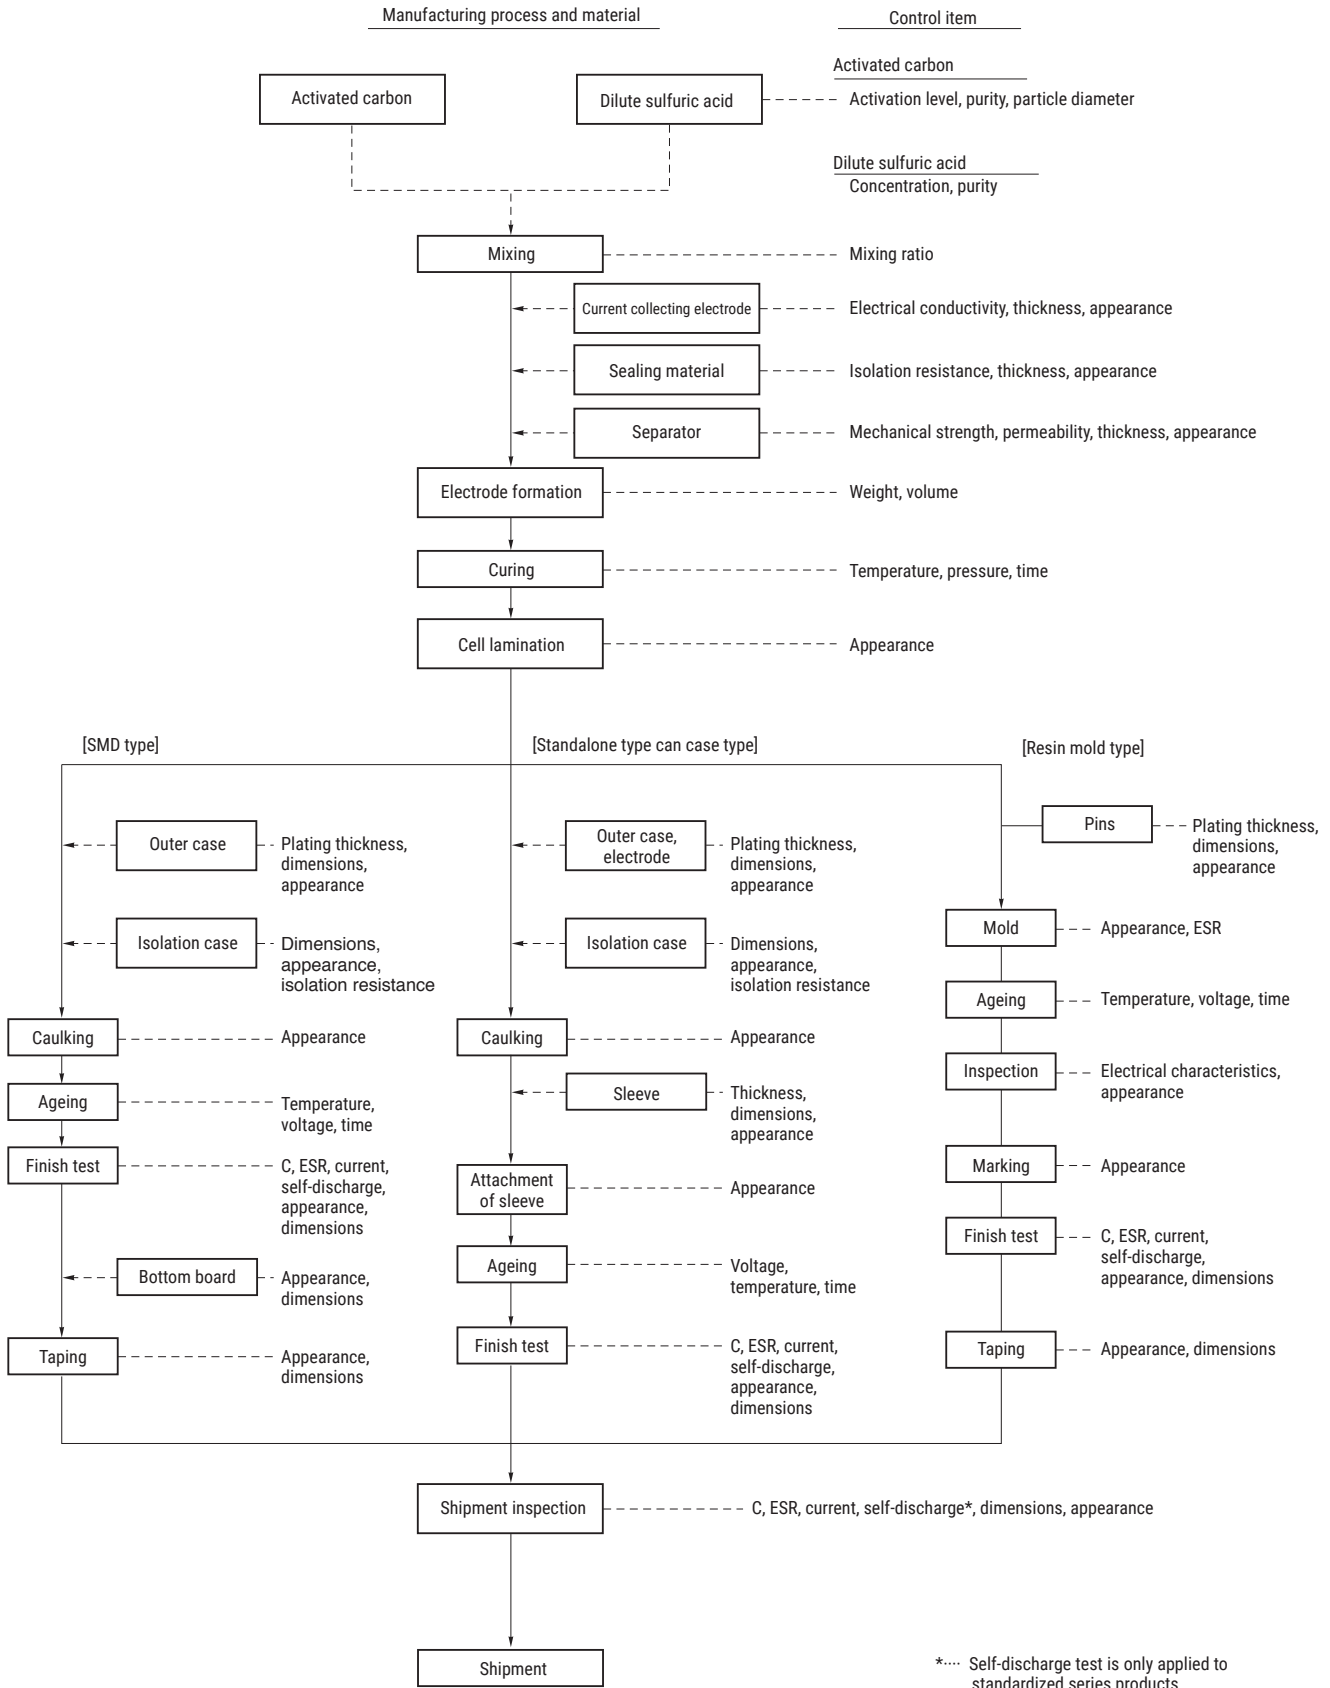 Manufacturing process and material
Control item
Activated carbon
Activated carbon
Dilute sulfuric acid
Activation level, purity, particle diameter
Dilute sulfuric acid
Concentration, purity
Mixing
Mixing ratio
Current collecting electrode
Electrical conductivity, thickness, appearance
Sealing material
Isolation resistance, thickness, appearance
Separator
Mechanical strength, permeability, thickness, appearance
Electrode formation
Weight, volume
Curing
Temperature, pressure, time
Cell lamination
Appearance
[SMD type]
Outer case
Plating thickness,
dimensions,
appearance
Isolation case
Dimensions,
appearance,
isolation resistance
Caulking
Appearance
Ageing
Temperature,
voltage, time
Finish test
C, ESR, current,
self-discharge,
appearance,
dimensions
Bottom board
Appearance,
dimensions
Taping
Appearance,
dimensions
[Standalone type can case type]
Outer case,
electrode
Plating thickness,
dimensions,
appearance
Isolation case
Dimensions,
appearance,
isolation resistance
Caulking
Appearance
Sleeve
Thickness,
dimensions,
appearance
Attachment
of sleeve
Appearance
Ageing
Voltage,
temperature, time
Finish test
C, ESR, current,
self-discharge,
appearance,
dimensions
[Resin mold type]
Pins
Plating thickness,
dimensions,
appearance
Mold
Appearance, ESR
Ageing
Temperature, voltage, time
Inspection
Electrical characteristics,
appearance
Marking
Appearance
Finish test
C, ESR, current,
self-discharge,
appearance, dimensions
Taping
Appearance, dimensions
Shipment inspection
C, ESR, current, self-discharge*, dimensions, appearance
Shipment
*···· Self-discharge test is only applied to
standardized series products